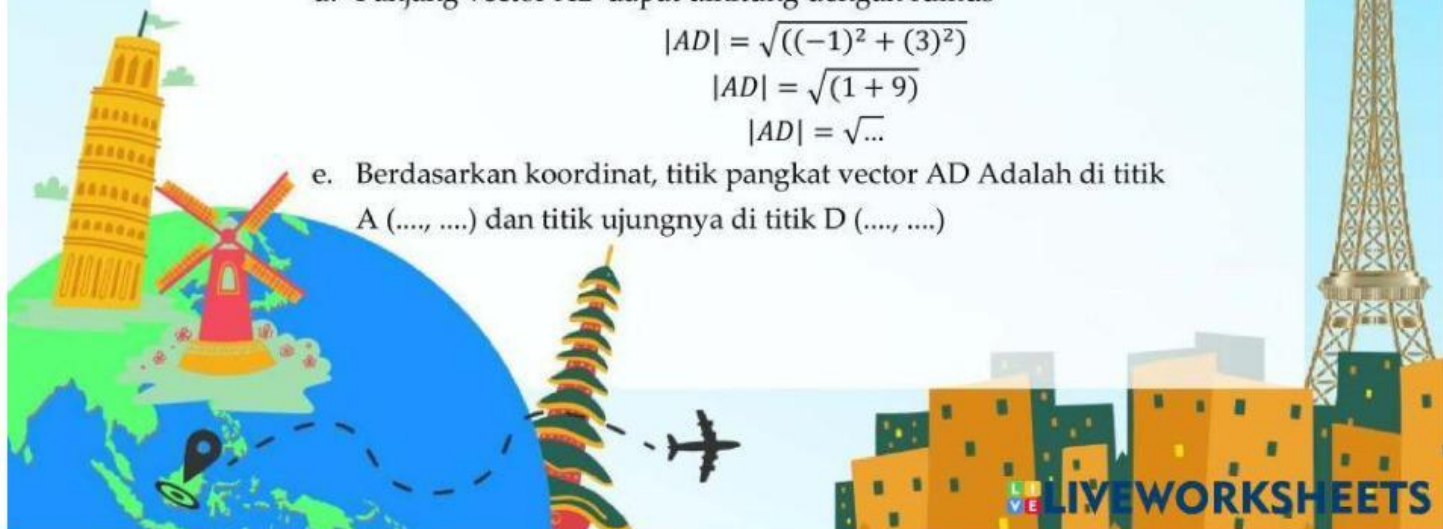 |AD| = √((−1)² + (3)²)
|AD| = √(1 + 9)
|AD| = √...
e. Berdasarkan koordinat, titik pangkat vector AD Adalah di titik
A (...., ....) dan titik ujungnya di titik D (...., ....)
LIVE LIVEWORKSHEETS